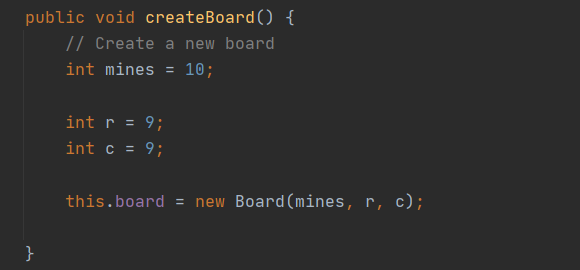 public void createBoard() {
// Create a new board
int mines = 10;
int r = 9;
int c = 9;
this.board = new Board(mines, r, c);
}